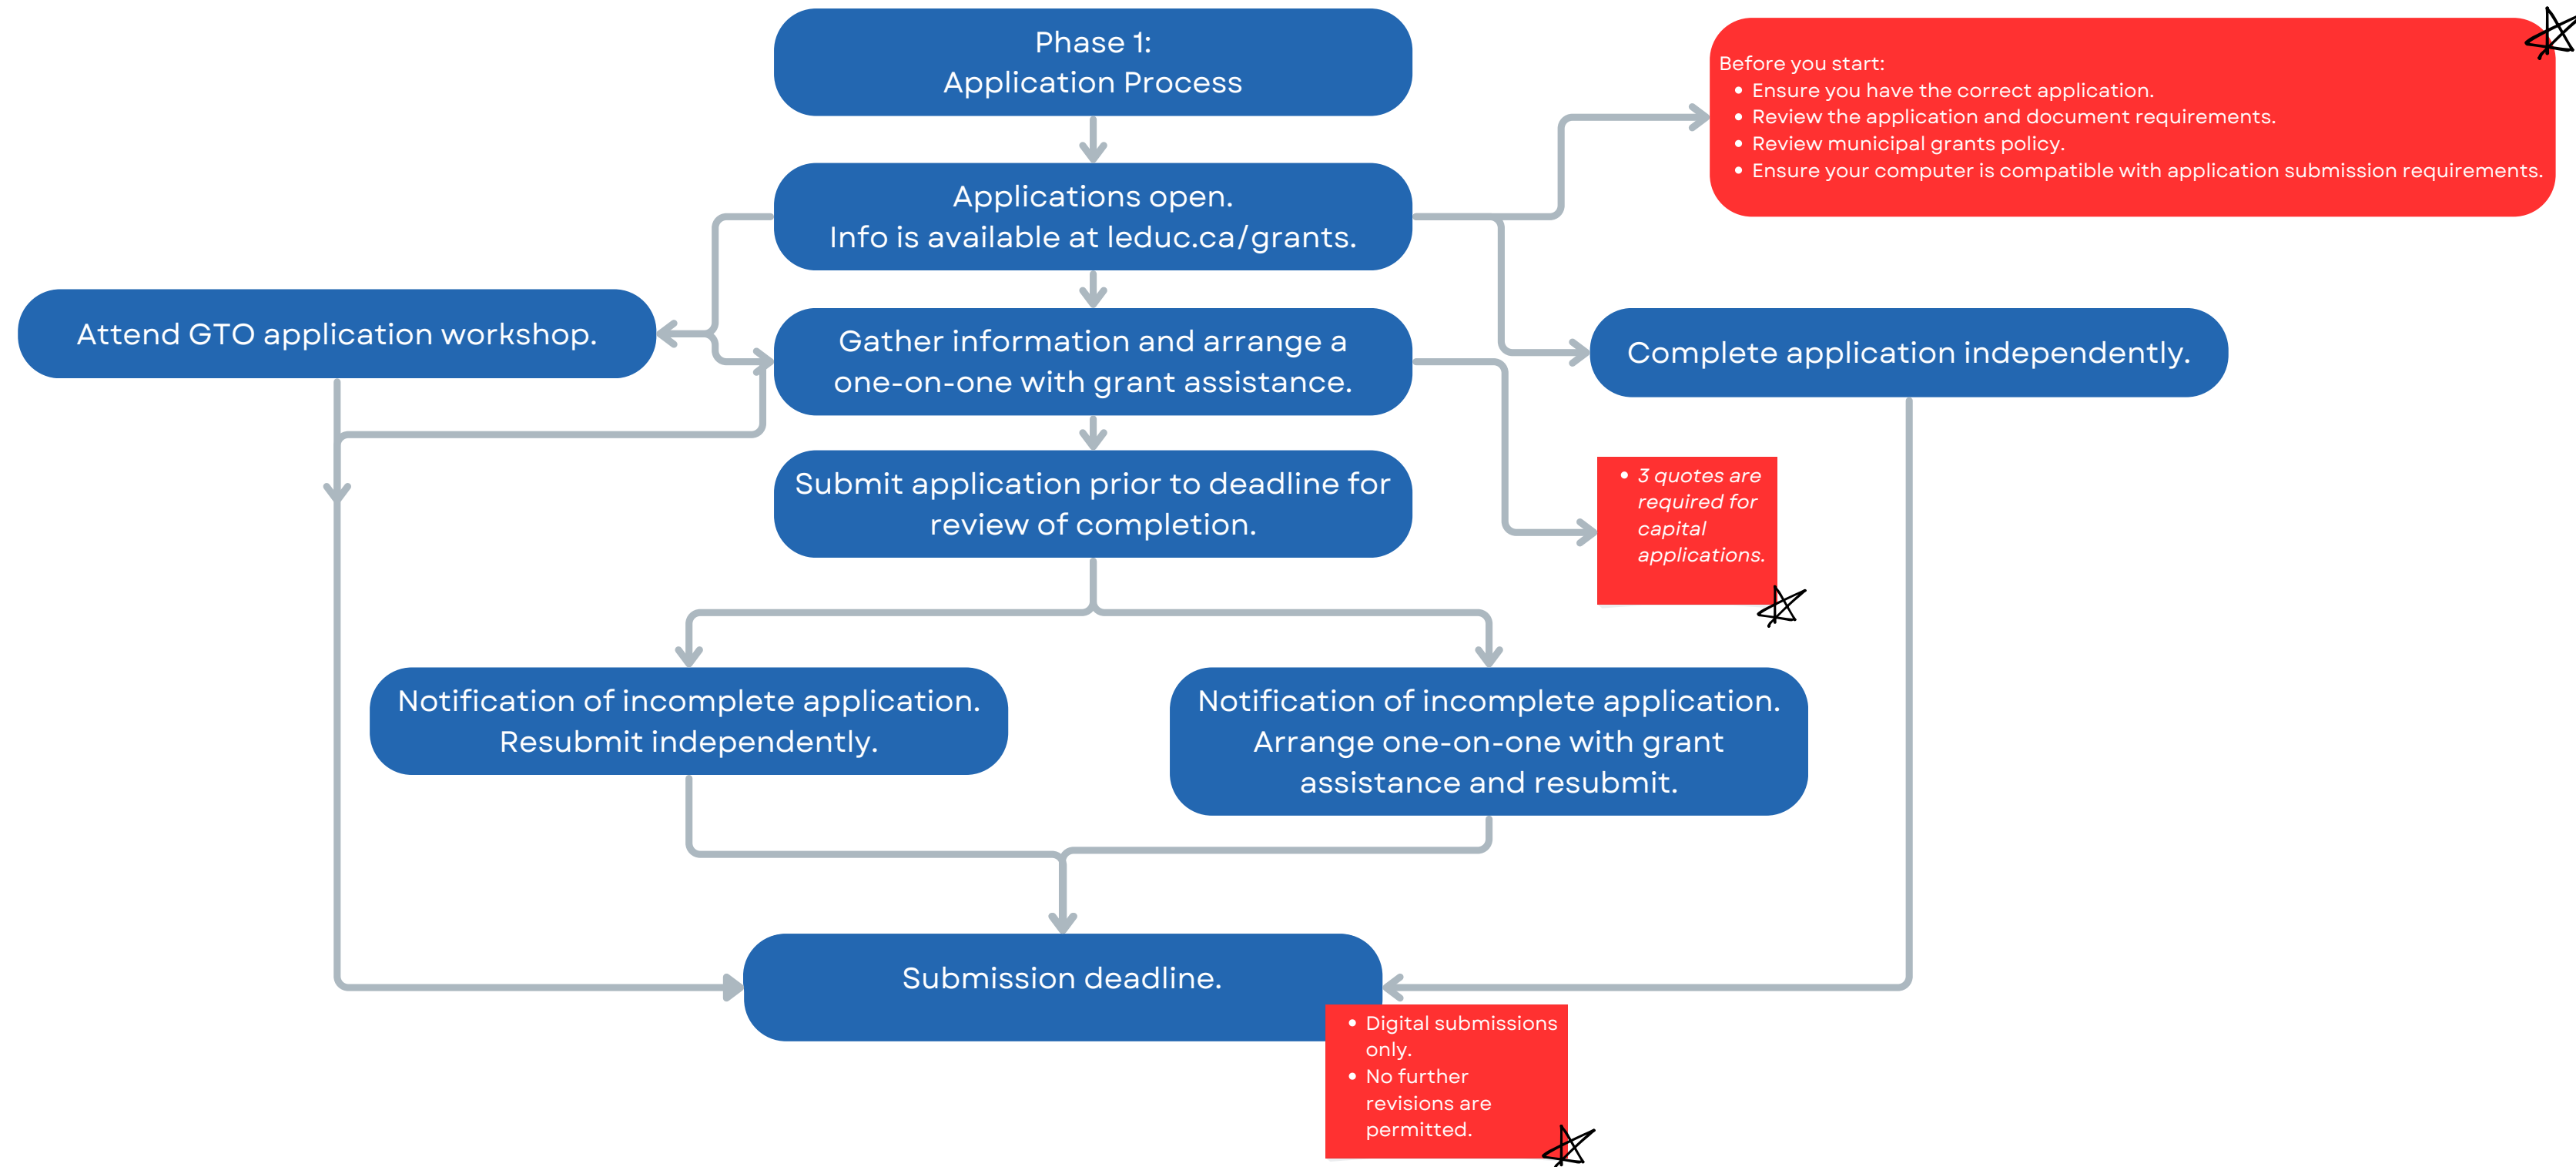 Phase 1:
Application Process
Before you start:
• Ensure you have the correct application.
• Review the application and document requirements.
• Review municipal grants policy.
• Ensure your computer is compatible with application submission requirements.
Applications open.
Info is available at leduc.ca/grants.
Attend GTO application workshop.
Gather information and arrange a
one-on-one with grant assistance.
Complete application independently.
Submit application prior to deadline for
review of completion.
• 3 quotes are
required for
capital
applications.
Notification of incomplete application.
Resubmit independently.
Notification of incomplete application.
Arrange one-on-one with grant
assistance and resubmit.
Submission deadline.
• Digital submissions
only.
• No further
revisions are
permitted.